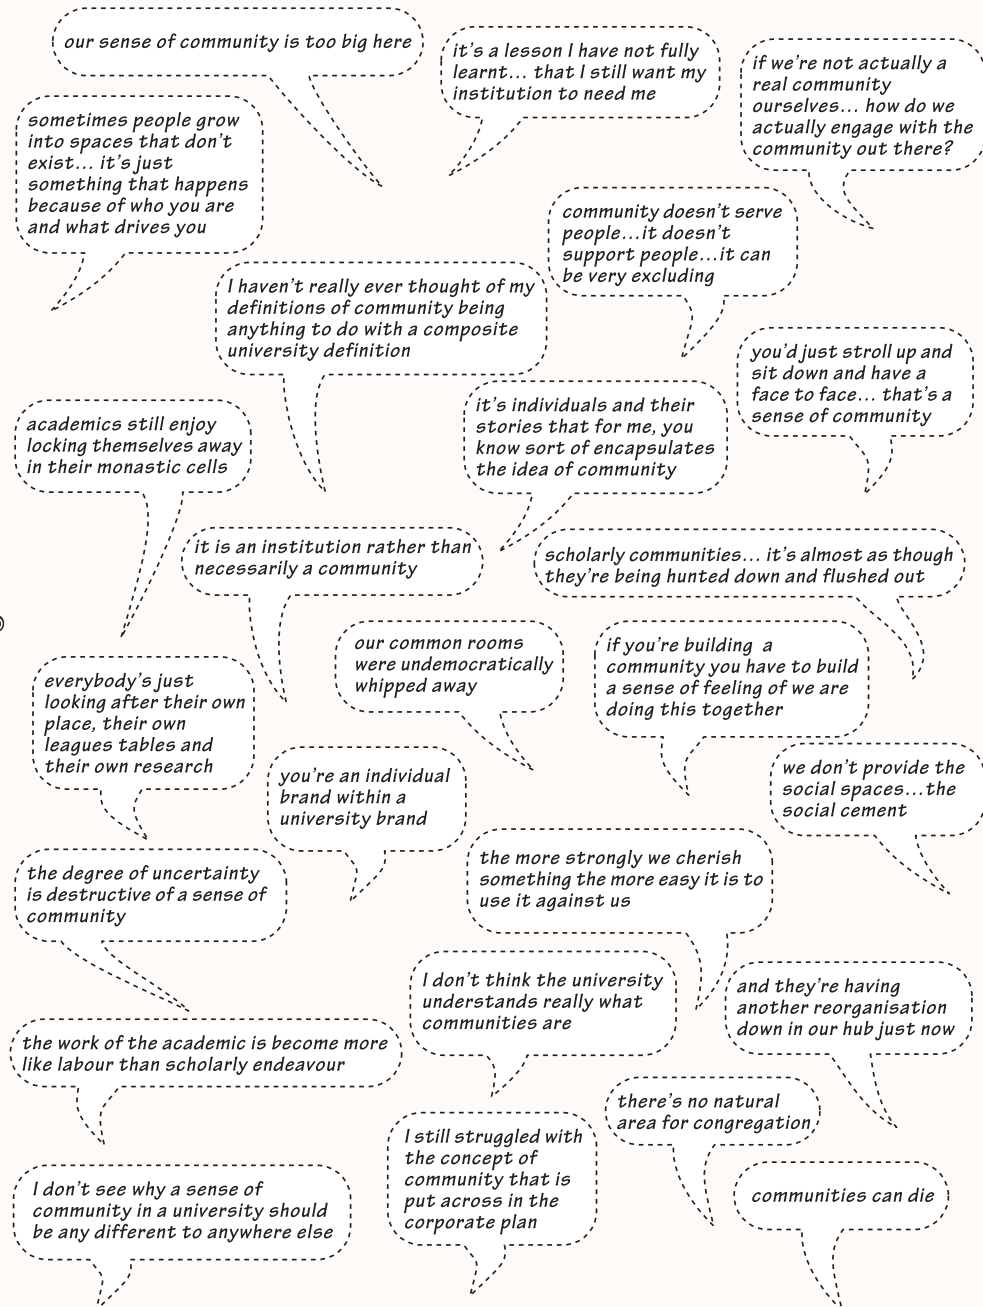 our sense of community is too big here
it's a lesson I have not fully
learnt... that I still want my
institution to need me
if we're not actually a
real community
ourselves... how do we
actually engage with the
community out there?
sometimes people grow
into spaces that don't
exist... it's just
something that happens
because of who you are
and what drives you
community doesn't serve
people...it doesn't
support people...it can
be very excluding
I haven't really ever thought of my
definitions of community being
anything to do with a composite
university definition
you'd just stroll up and
sit down and have a
face to face... that's a
sense of community
it's individuals and their
stories that for me, you
know sort of encapsulates
the idea of community
academics still enjoy
locking themselves away
in their monastic cells
it is an institution rather than
necessarily a community
scholarly communities... it's almost as though
they're being hunted down and flushed out
our common rooms
were undemocratically
whipped away
if you're building a
community you have to build
a sense of feeling of we are
doing this together
everybody's just
looking after their own
place, their own
leagues tables and
their own research
you're an individual
brand within a
university brand
we don't provide the
social spaces...the
social cement
the more strongly we cherish
something the more easy it is to
use it against us
the degree of uncertainty
is destructive of a sense of
community
I don't think the university
understands really what
communities are
and they're having
another reorganisation
down in our hub just now
the work of the academic is become more
like labour than scholarly endeavour
there's no natural
area for congregation
I still struggled with
the concept of
community that is
put across in the
corporate plan
communities can die
I don't see why a sense of
community in a university should
be any different to anywhere else